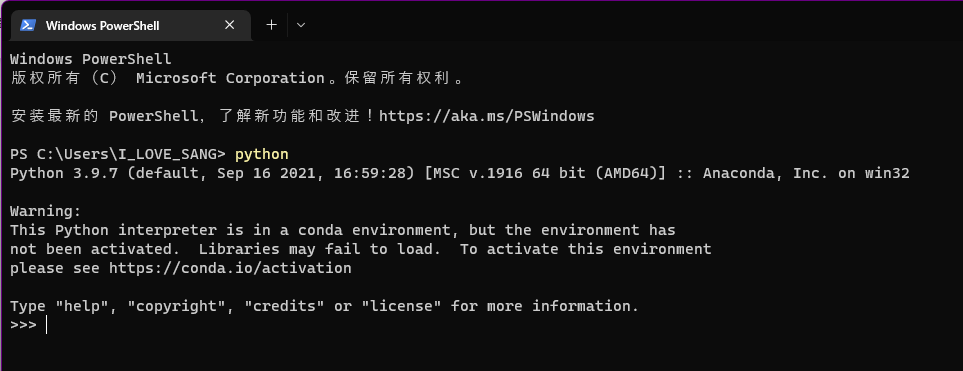 Windows PowerShell
Windows PowerShell
版权所有（C） Microsoft Corporation。保留所有权利。
安装最新的 PowerShell，了解新功能和改进！https://aka.ms/PSWindows
PS C:\Users\I_LOVE_SANG> python
Python 3.9.7 (default, Sep 16 2021, 16:59:28) [MSC v.1916 64 bit (AMD64)] :: Anaconda, Inc. on win32
Warning:
This Python interpreter is in a conda environment, but the environment has
not been activated.  Libraries may fail to load.  To activate this environment
please see https://conda.io/activation
Type "help", "copyright", "credits" or "license" for more information.
>>>